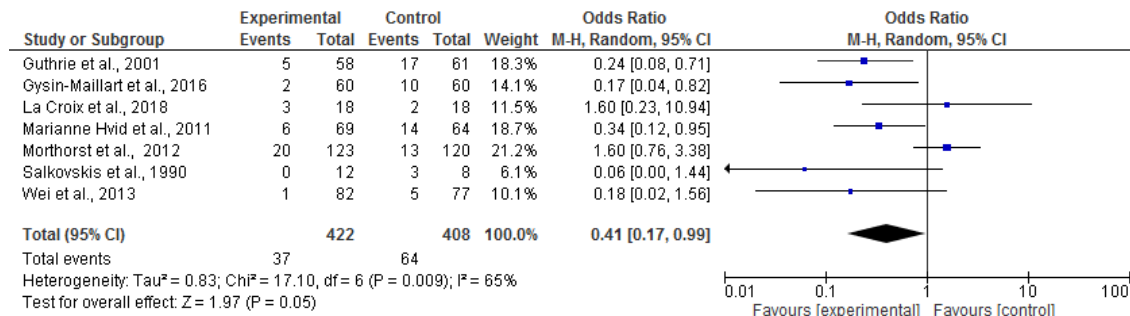 Experimental Control Odds Ratio Odds Ratio
Study or Subgroup Events Total Events Total Weight M-H, Random, 95% CI M-H, Random, 95% CI
Guthrie et al., 2001 5 58 17 61 18.3% 0.24 [0.08, 0.71]
Gysin-Maillart et al., 2016 2 60 10 60 14.1% 0.17 [0.04, 0.82]
La Croix et al., 2018 3 18 2 18 11.5% 1.60 [0.23, 10.94]
Marianne Hvid et al., 2011 6 69 14 64 18.7% 0.34 [0.12, 0.95]
Morthorst et al., 2012 20 123 13 120 21.2% 1.60 [0.76, 3.38]
Salkovskis et al., 1990 0 12 3 8 6.1% 0.06 [0.00, 1.44]
Wei et al., 2013 1 82 5 77 10.1% 0.18 [0.02, 1.56]
Total (95% CI) 422 408 100.0% 0.41 [0.17, 0.99]
Total events 37 64
Heterogeneity: Tau² = 0.83; Chi² = 17.10, df = 6 (P = 0.009); I² = 65%
Test for overall effect: Z = 1.97 (P = 0.05)
0.01 0.1 1 10 100
Favours [experimental] Favours [control]